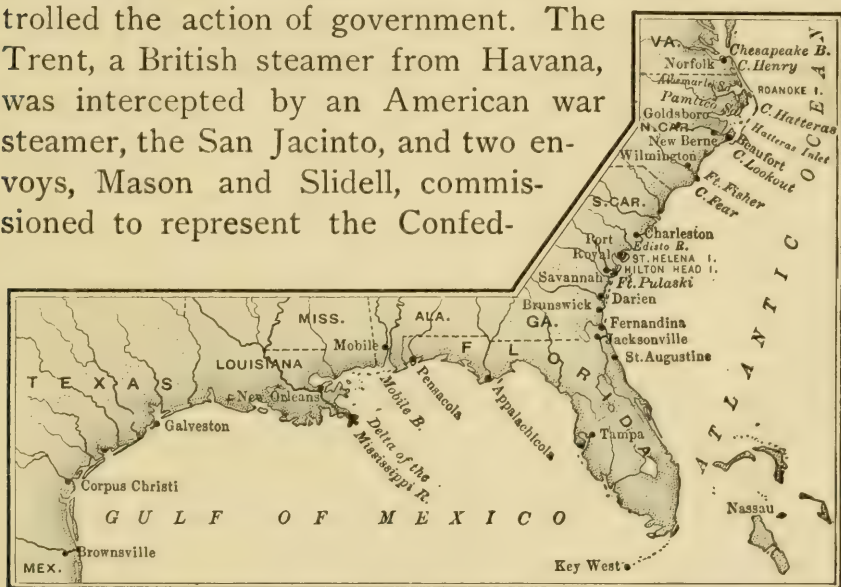 trolled the action of government. The
Trent, a British steamer from Havana,
was intercepted by an American war
steamer, the San Jacinto, and two en-
voys, Mason and Slidell, commis-
sioned to represent the Confed-
VA.
Chesapeake B.
Norfolk
C. Henry
Albemarle Sd.
ROANOKE I.
Pamlico Sd.
C. Hatteras
Goldsboro
Hatteras Inlet
N. CAR.
New Berne
Beaufort
Wilmington
C. Lookout
Ft. Fisher
C. Fear
S. CAR.
Charleston
Port
Royal
Edisto R.
ST. HELENA I.
HILTON HEAD I.
Savannah
Ft. Pulaski
Brunswick
Darien
GA.
Fernandina
Jacksonville
St. Augustine
ATLANTIC OCEAN
MISS.
ALA.
Mobile
FLORIDA
LOUISIANA
TEXAS
New Orleans
Mobile B.
Pensacola
Appalachicola
Delta of the
Mississippi R.
Galveston
Tampa
Corpus Christi
GULF OF MEXICO
Nassau
Brownsville
MEX.
Key West